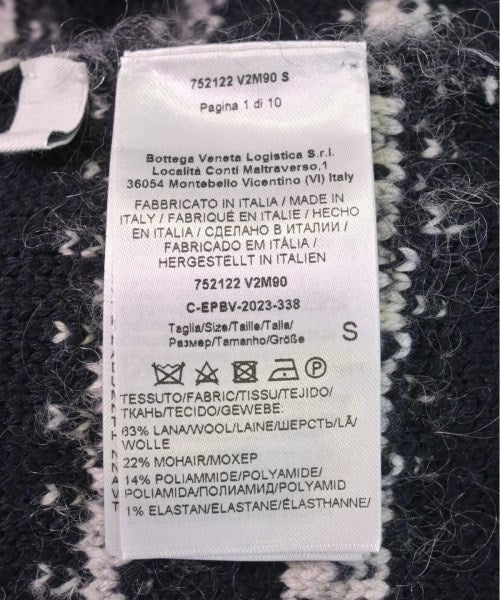 752122 V2M90 S
Pagina 1 di 10
Bottega Veneta Logistica S.r.l.
Località Conti Maltraverso,1
36054 Montebello Vicentino (VI) Italy
FABBRICATO IN ITALIA / MADE IN
ITALY / FABRIQUÉ EN ITALIE / HECHO
EN ITALIA / СДЕЛАНО В ИТАЛИИ /
FABRICADO EM ITÁLIA /
HERGESTELLT IN ITALIEN
752122 V2M90
C-EPBV-2023-338
Taglia/Size/Taille/Talla/
Размер/Tamanho/Größe
S
P
TESSUTO/FABRIC/TISSU/TEJIDO/
ТКАНЬ/TECIDO/GEWEBE:
63% LANA/WOOL/LAINE/ШЕРСТЬ/LÃ/
WOLLE
22% MOHAIR/МОХЕР
14% POLIAMMIDE/POLYAMIDE/
POLIAMIDA/ПОЛИАМИД/POLYAMID
1% ELASTAN/ELASTANE/ÉLASTHANNE/